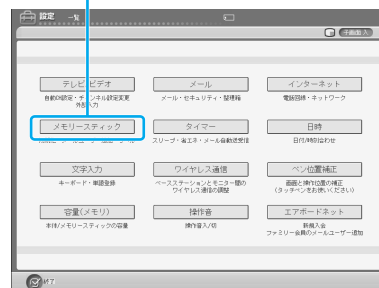 設定
子画面 入
テレビ/ビデオ
メール
インターネット
自動CH設定・チャンネル設定変更
外部入力
メール・セキュリティ・整理箱
電話回線・ネットワーク
メモリースティック
タイマー
日時
スリープ・省エネ・メール自動送受信
日付/時刻合わせ
文字入力
ワイヤレス通信
ペン位置補正
キーボード・単語登録
ベースステーションとモニター間の
ワイヤレス通信の調整
画面と操作位置の補正
(タッチペンをお使いください)
容量(メモリ)
操作音
エアボードネット
本体/メモリースティックの容量
操作音入/切
新規入会
ファミリー会員のメールユーザー追加
終了